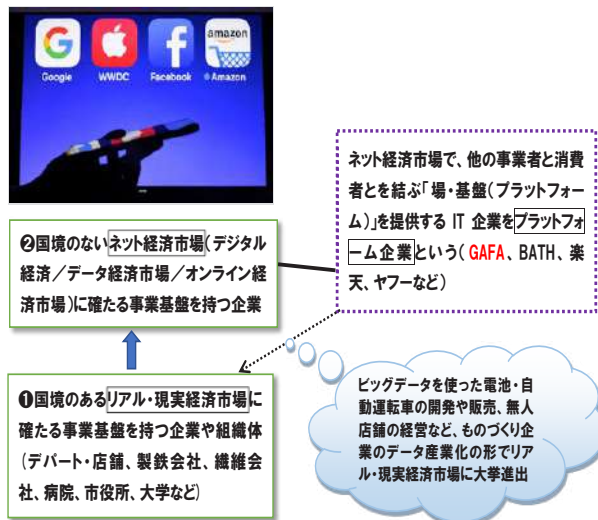 Google
WWDC
Facebook
Amazon
amazon
ネット経済市場で、他の事業者と消費
者とを結ぶ「場・基盤(プラットフォー
ム)」を提供する IT 企業をプラットフォ
ーム企業という( GAFA、BATH、楽
天、ヤフーなど)
❷国境のないネット経済市場(デジタル
経済/データ経済市場/オンライン経
済市場)に確たる事業基盤を持つ企業
❶国境のあるリアル・現実経済市場に
確たる事業基盤を持つ企業や組織体
(デパート・店舗、製鉄会社、繊維会
社、病院、市役所、大学など)
ビッグデータを使った電池・自
動運転車の開発や販売、無人
店舗の経営など、ものづくり企
業のデータ産業化の形でリア
ル・現実経済市場に大挙進出